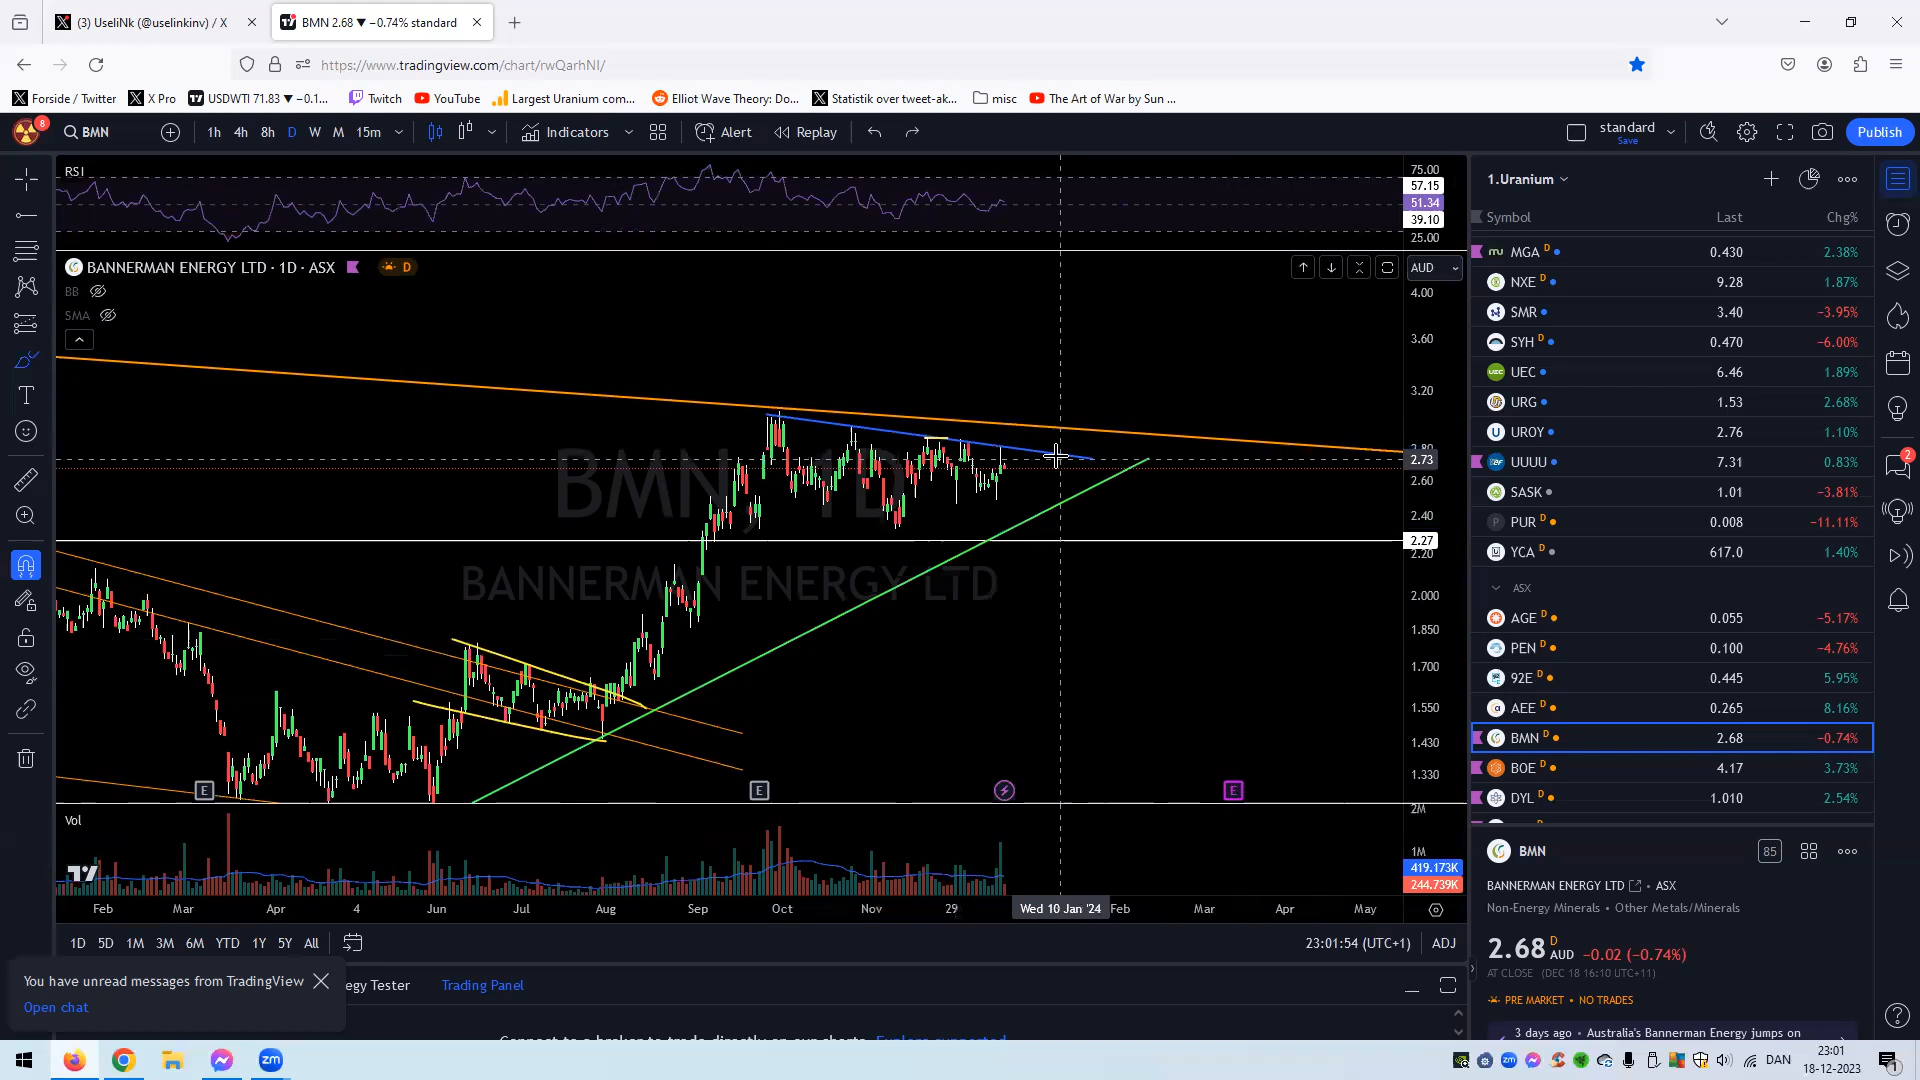 (3) UseliNk (@uselinkinv) / X
BMN 2.68 ▼ −0.74% standard
https://www.tradingview.com/chart/rwQarhNI/
Forside / Twitter
X Pro
USDWTI 71.83 ▼ −0.1...
Twitch
YouTube
Largest Uranium com...
Elliot Wave Theory: Do...
Statistik over tweet-ak...
misc
The Art of War by Sun ...
8
BMN
1h 4h 8h D W M 15m
Indicators
Alert
Replay
standard
Save
Publish
RSI
75.00
57.15
51.34
39.10
25.00
BANNERMAN ENERGY LTD · 1D · ASX
D
AUD
BB
SMA
4.00
3.60
3.20
2.80
2.73
2.60
2.40
2.27
2.20
2.000
1.850
1.700
1.550
1.430
1.330
BMN, 1D
BANNERMAN ENERGY LTD
E
E
E
Vol
2M
1M
419.173K
244.739K
Feb Mar Apr 4 Jun Jul Aug Sep Oct Nov 29 Wed 10 Jan '24 Feb Mar Apr May
1D 5D 1M 3M 6M YTD 1Y 5Y All
23:01:54 (UTC+1) ADJ
You have unread messages from TradingView
Open chat
egy Tester
Trading Panel
1.Uranium
Symbol Last Chg%
MGA D 0.430 2.38%
NXE D 9.28 1.87%
SMR 3.40 −3.95%
SYH D 0.470 −6.00%
UEC 6.46 1.89%
URG 1.53 2.68%
UROY 2.76 1.10%
UUUU 7.31 0.83%
SASK 1.01 −3.81%
PUR D 0.008 −11.11%
YCA D 617.0 1.40%
ASX
AGE D 0.055 −5.17%
PEN D 0.100 −4.76%
92E D 0.445 5.95%
AEE D 0.265 8.16%
BMN D 2.68 −0.74%
BOE D 4.17 3.73%
DYL D 1.010 2.54%
2
BMN
85
BANNERMAN ENERGY LTD • ASX
Non-Energy Minerals • Other Metals/Minerals
2.68 D AUD −0.02 (−0.74%)
AT CLOSE (DEC 18 16:10 UTC+11)
PRE MARKET • NO TRADES
3 days ago • Australia's Bannerman Energy jumps on
zm
DAN
23:01
18-12-2023
1